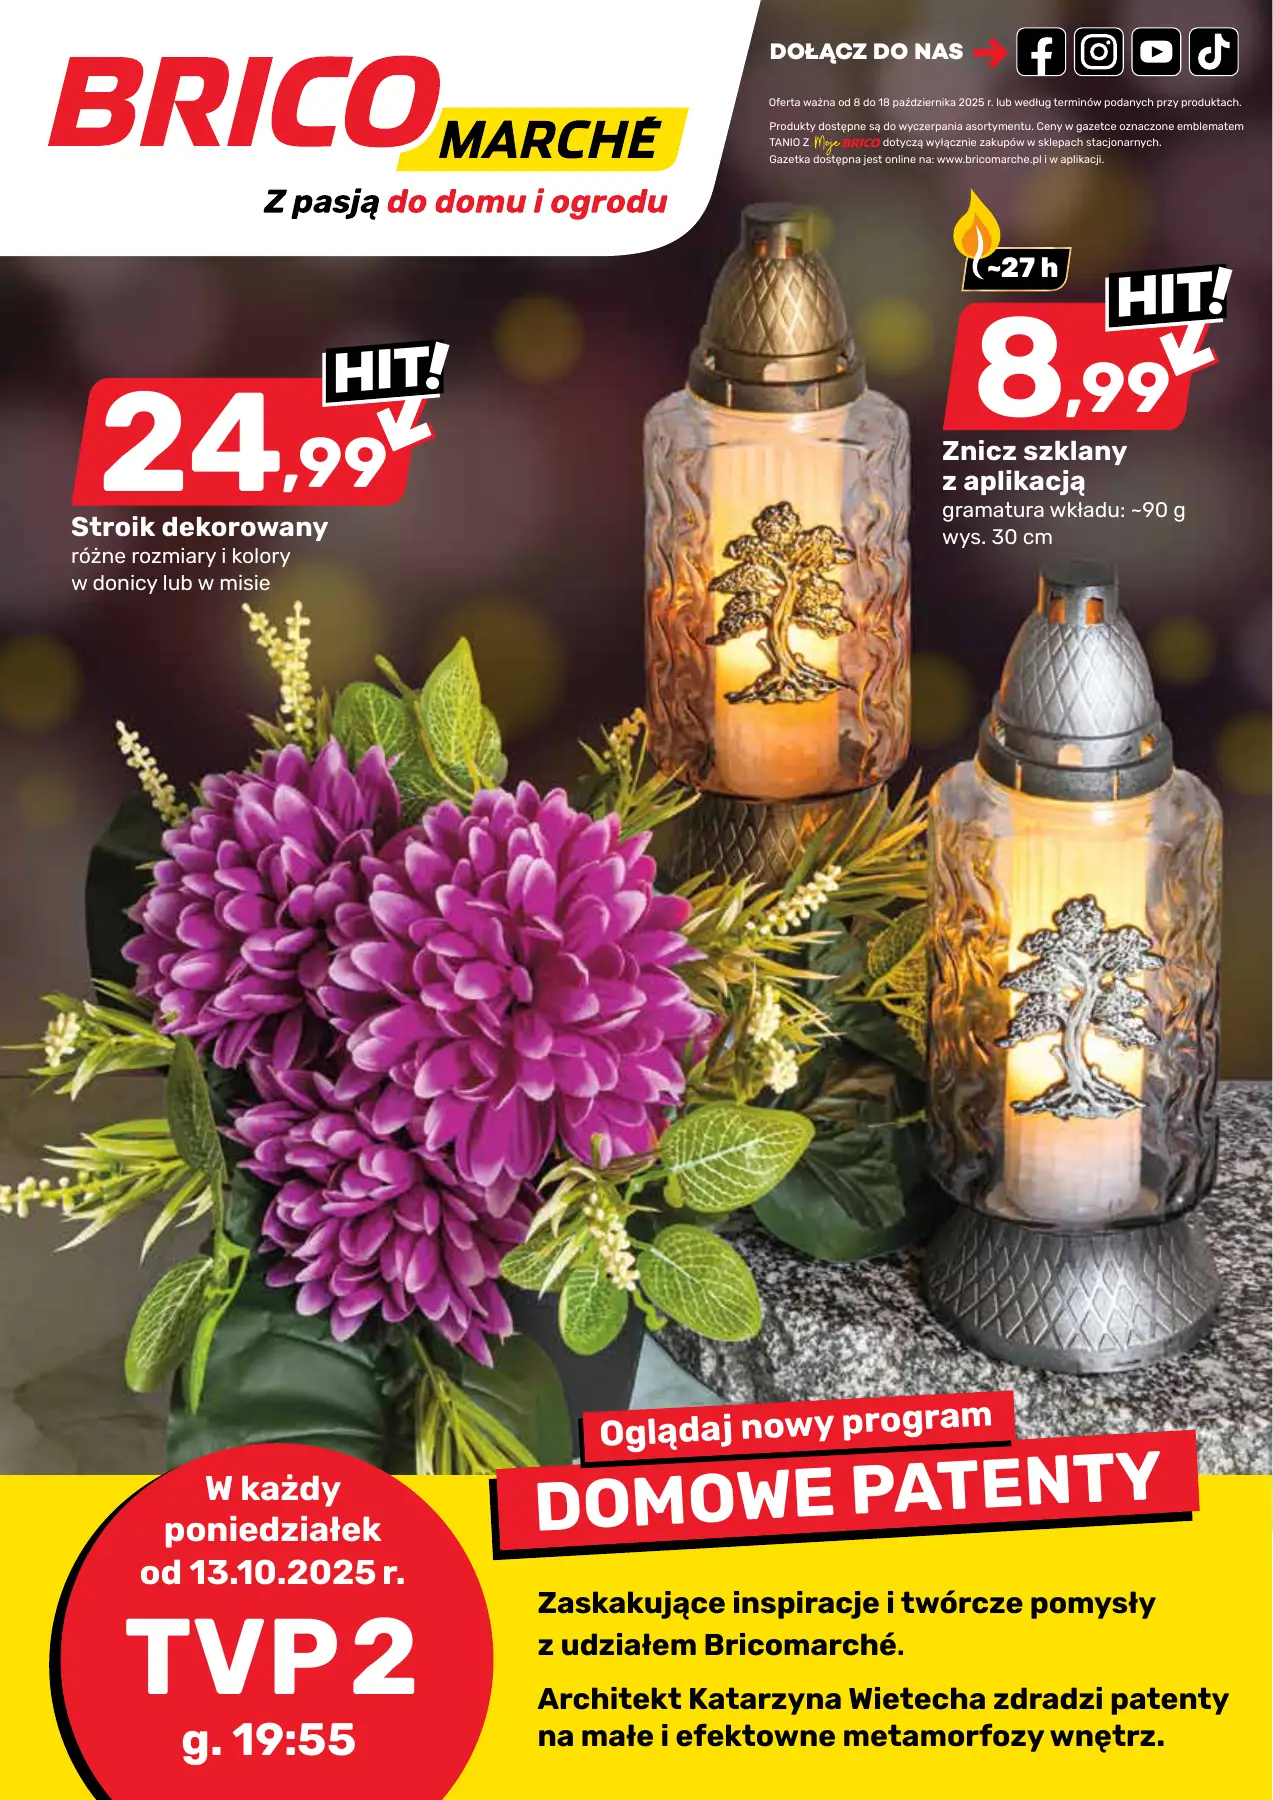 BRICO
MARCHÉ
Z pasją do domu i ogrodu
DOŁĄCZ DO NAS
Oferta ważna od 8 do 18 października 2025 r. lub według terminów podanych przy produktach.
Produkty dostępne są do wyczerpania asortymentu. Ceny w gazetce oznaczone emblematem
TANIO Z Moje BRICO dotyczą wyłącznie zakupów w sklepach stacjonarnych.
Gazetka dostępna jest online na: www.bricomarche.pl i w aplikacji.
~27 h
HIT!
8,99
Znicz szklany
z aplikacją
gramatura wkładu: ~90 g
wys. 30 cm
HIT!
24,99
Stroik dekorowany
różne rozmiary i kolory
w donicy lub w misie
Oglądaj nowy program
DOMOWE PATENTY
W każdy
poniedziałek
od 13.10.2025 r.
TVP 2
g. 19:55
Zaskakujące inspiracje i twórcze pomysły
z udziałem Bricomarché.
Architekt Katarzyna Wietecha zdradzi patenty
na małe i efektowne metamorfozy wnętrz.